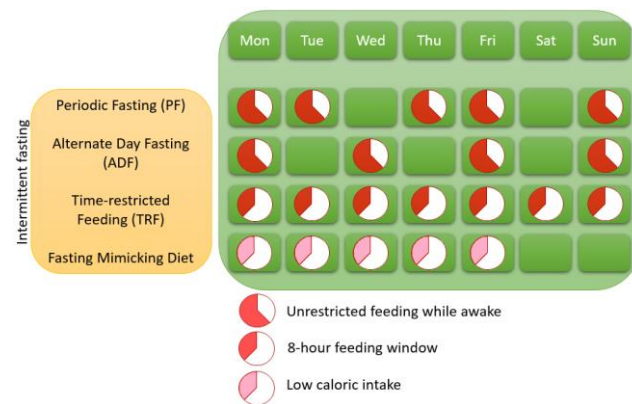 Mon Tue Wed Thu Fri Sat Sun
Intermittent fasting
Periodic Fasting (PF)
Alternate Day Fasting
(ADF)
Time-restricted
Feeding (TRF)
Fasting Mimicking Diet
Unrestricted feeding while awake
8-hour feeding window
Low caloric intake